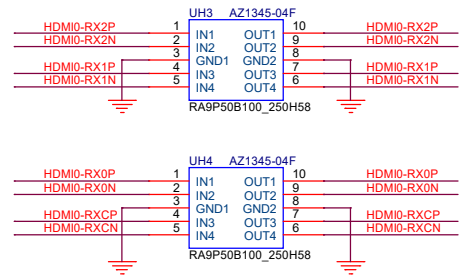 UH3 AZ1345-04F
HDMI0-RX2P 1 IN1 OUT1 10 HDMI0-RX2P
HDMI0-RX2N 2 IN2 OUT2 9 HDMI0-RX2N
3 GND1 GND2 8
HDMI0-RX1P 4 IN3 OUT3 7 HDMI0-RX1P
HDMI0-RX1N 5 IN4 OUT4 6 HDMI0-RX1N
RA9P50B100_250H58
UH4 AZ1345-04F
HDMI0-RX0P 1 IN1 OUT1 10 HDMI0-RX0P
HDMI0-RX0N 2 IN2 OUT2 9 HDMI0-RX0N
3 GND1 GND2 8
HDMI0-RXCP 4 IN3 OUT3 7 HDMI0-RXCP
HDMI0-RXCN 5 IN4 OUT4 6 HDMI0-RXCN
RA9P50B100_250H58